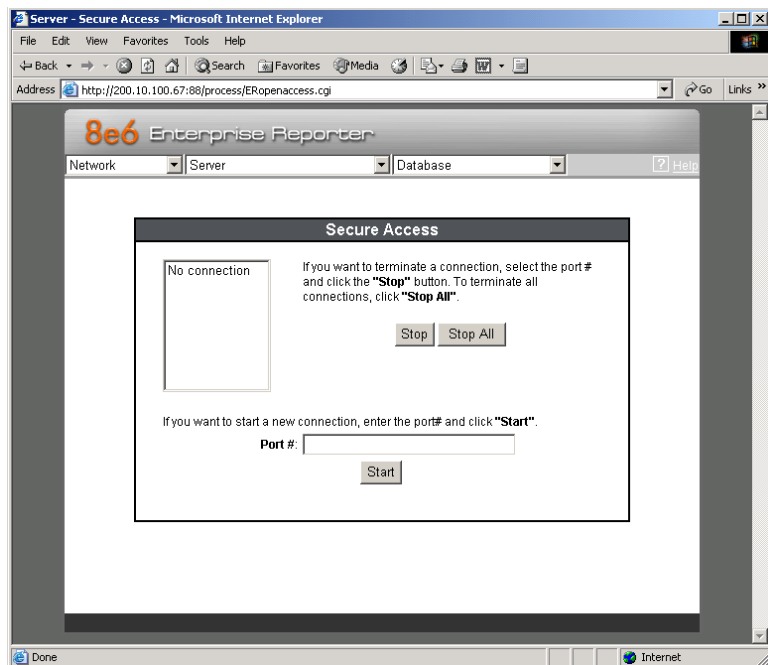 Server - Secure Access - Microsoft Internet Explorer
File Edit View Favorites Tools Help
Back Search Favorites Media
Address http://200.10.100.67:88/process/ERopenaccess.cgi Go Links »
8e6 Enterprise Reporter
Network Server Database ? Help
Secure Access
No connection
If you want to terminate a connection, select the port #
and click the "Stop" button. To terminate all
connections, click "Stop All".
Stop Stop All
If you want to start a new connection, enter the port# and click "Start".
Port #:
Start
Done Internet